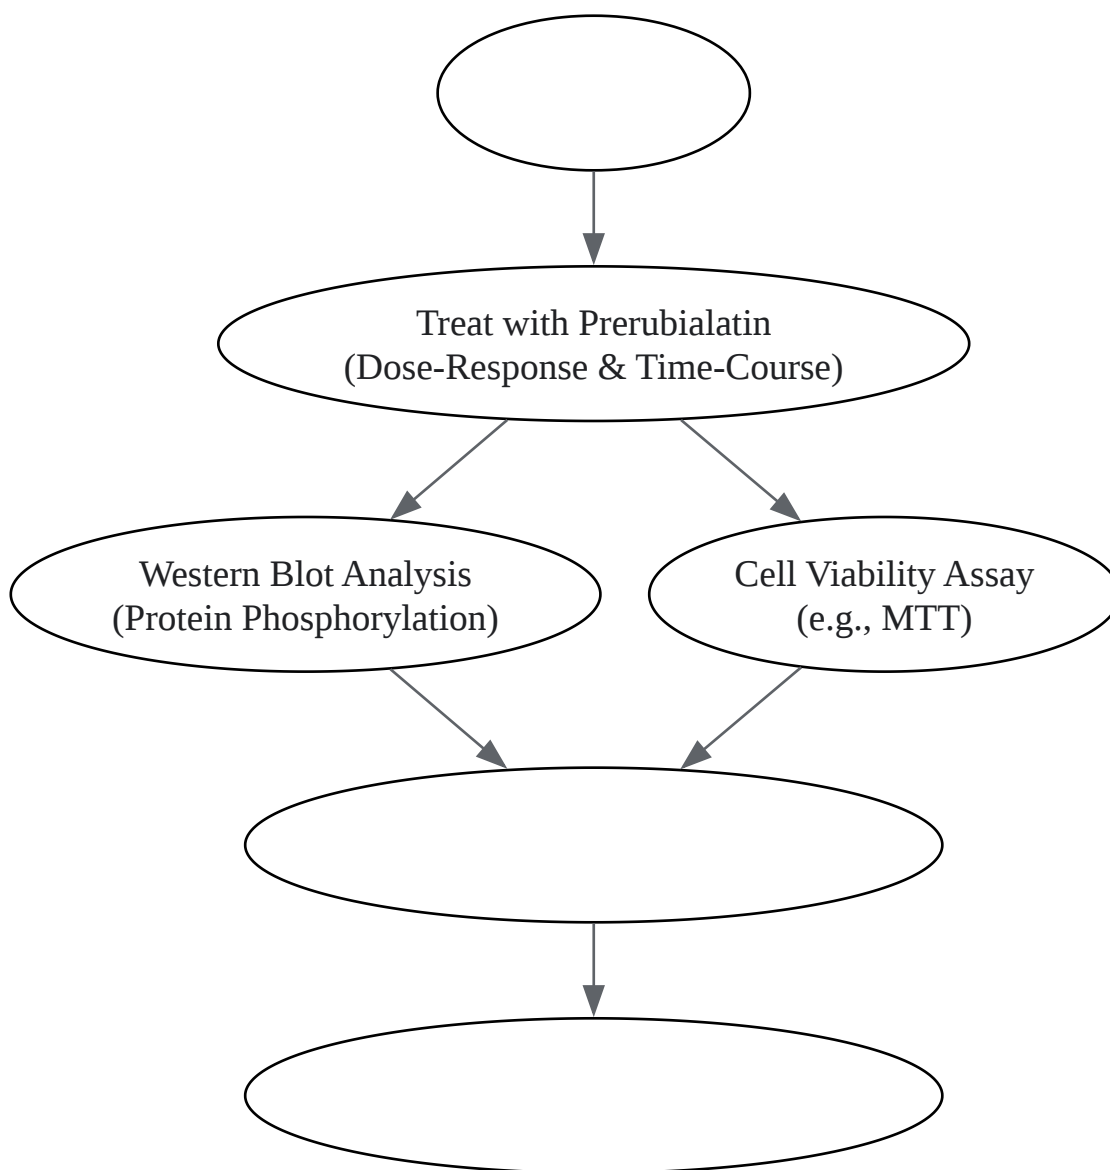 Treat with Prerubialatin
(Dose-Response & Time-Course)
Western Blot Analysis
(Protein Phosphorylation)
Cell Viability Assay
(e.g., MTT)